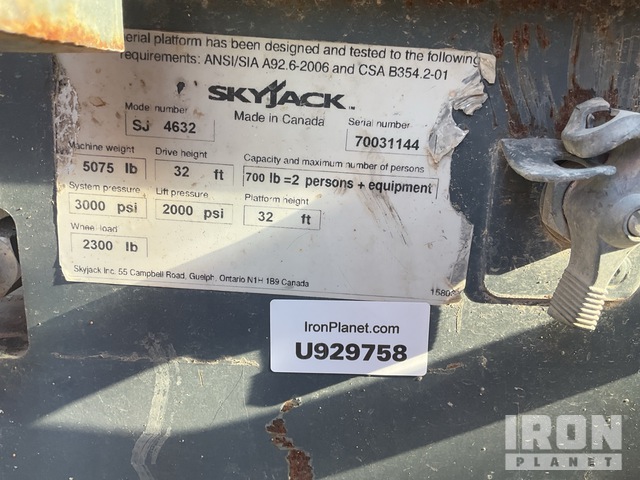 erial platform has been designed and tested to the following
requirements: ANSI/SIA A92.6-2006 and CSA B354.2-01
SKYJACK
Made in Canada
Model number
SJ 4632
Serial number
70031144
Machine weight
5075 lb
Drive height
32 ft
Capacity and maximum number of persons
700 lb =2 persons + equipment
System pressure
3000 psi
Lift pressure
2000 psi
Platform height
32 ft
Wheel load
2300 lb
Skyjack Inc. 55 Campbell Road, Guelph, Ontario N1H 1B9 Canada
IronPlanet.com
U929758
IRON
PLANET